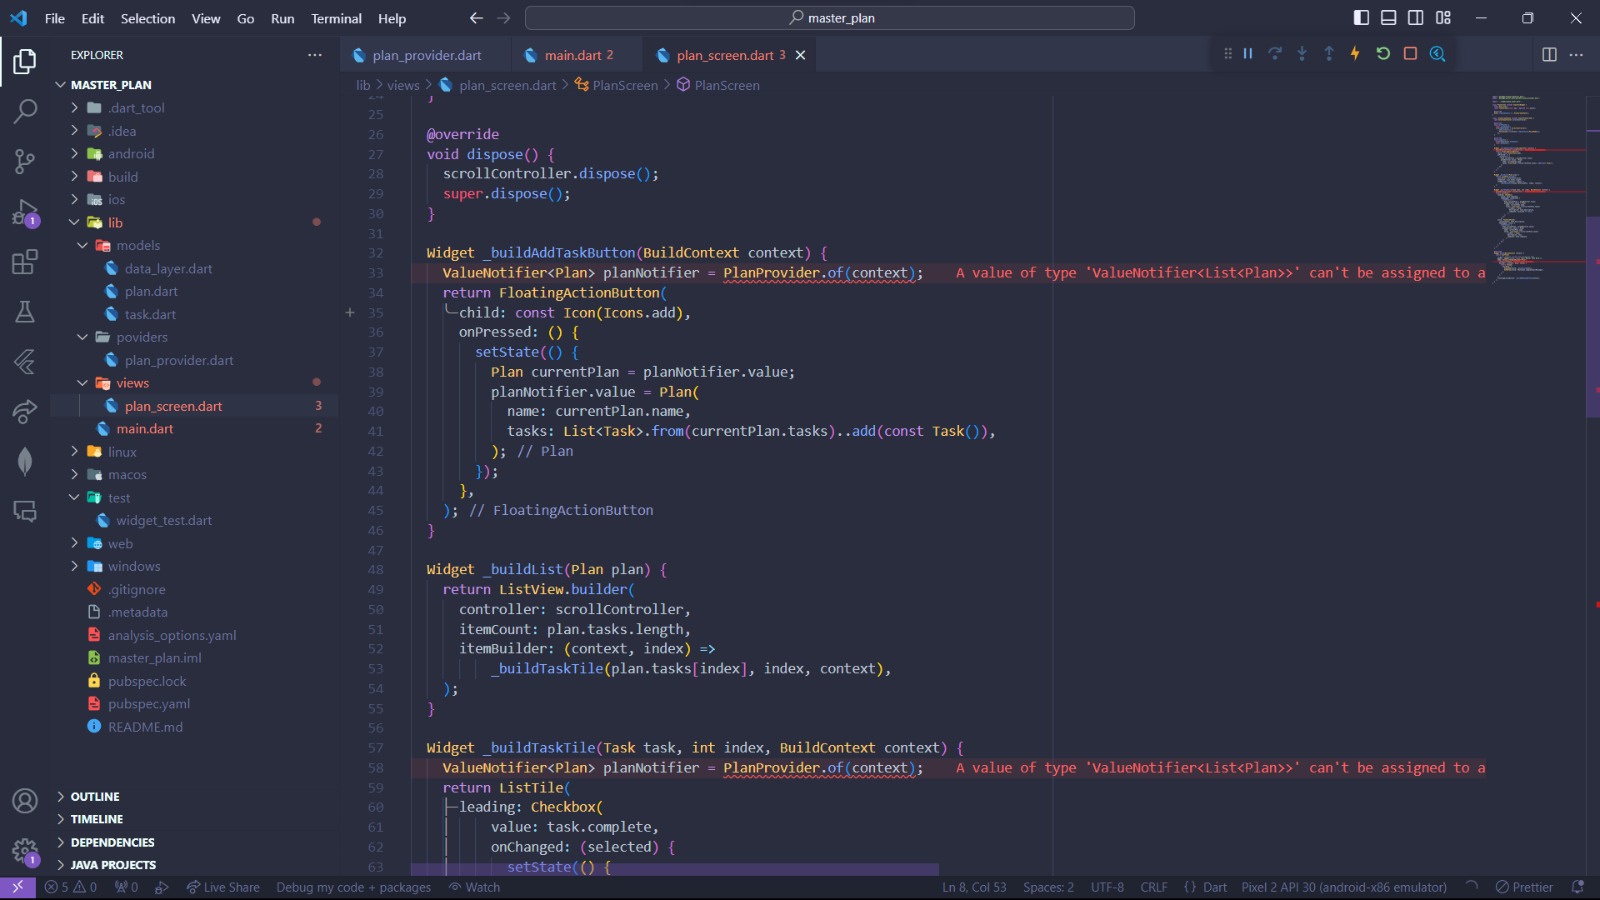 File Edit Selection View Go Run Terminal Help
master_plan
EXPLORER
MASTER_PLAN
.dart_tool
.idea
android
build
ios
lib
models
data_layer.dart
plan.dart
task.dart
poviders
plan_provider.dart
views
plan_screen.dart 3
main.dart 2
linux
macos
test
widget_test.dart
web
windows
.gitignore
.metadata
analysis_options.yaml
master_plan.iml
pubspec.lock
pubspec.yaml
README.md
OUTLINE
TIMELINE
DEPENDENCIES
JAVA PROJECTS
1
1
plan_provider.dart main.dart 2 plan_screen.dart 3
lib > views > plan_screen.dart > PlanScreen > PlanScreen
24 }
25
26 @override
27 void dispose() {
28 scrollController.dispose();
29 super.dispose();
30 }
31
32 Widget _buildAddTaskButton(BuildContext context) {
33 ValueNotifier<Plan> planNotifier = PlanProvider.of(context); A value of type 'ValueNotifier<List<Plan>>' can't be assigned to a
34 return FloatingActionButton(
35 child: const Icon(Icons.add),
36 onPressed: () {
37 setState(() {
38 Plan currentPlan = planNotifier.value;
39 planNotifier.value = Plan(
40 name: currentPlan.name,
41 tasks: List<Task>.from(currentPlan.tasks)..add(const Task()),
42 ); // Plan
43 });
44 },
45 ); // FloatingActionButton
46 }
47
48 Widget _buildList(Plan plan) {
49 return ListView.builder(
50 controller: scrollController,
51 itemCount: plan.tasks.length,
52 itemBuilder: (context, index) =>
53 _buildTaskTile(plan.tasks[index], index, context),
54 );
55 }
56
57 Widget _buildTaskTile(Task task, int index, BuildContext context) {
58 ValueNotifier<Plan> planNotifier = PlanProvider.of(context); A value of type 'ValueNotifier<List<Plan>>' can't be assigned to a
59 return ListTile(
60 leading: Checkbox(
61 value: task.complete,
62 onChanged: (selected) {
63 setState(() {
5 0 0 Live Share Debug my code + packages Watch Ln 8, Col 53 Spaces: 2 UTF-8 CRLF {} Dart Pixel 2 API 30 (android-x86 emulator) Prettier